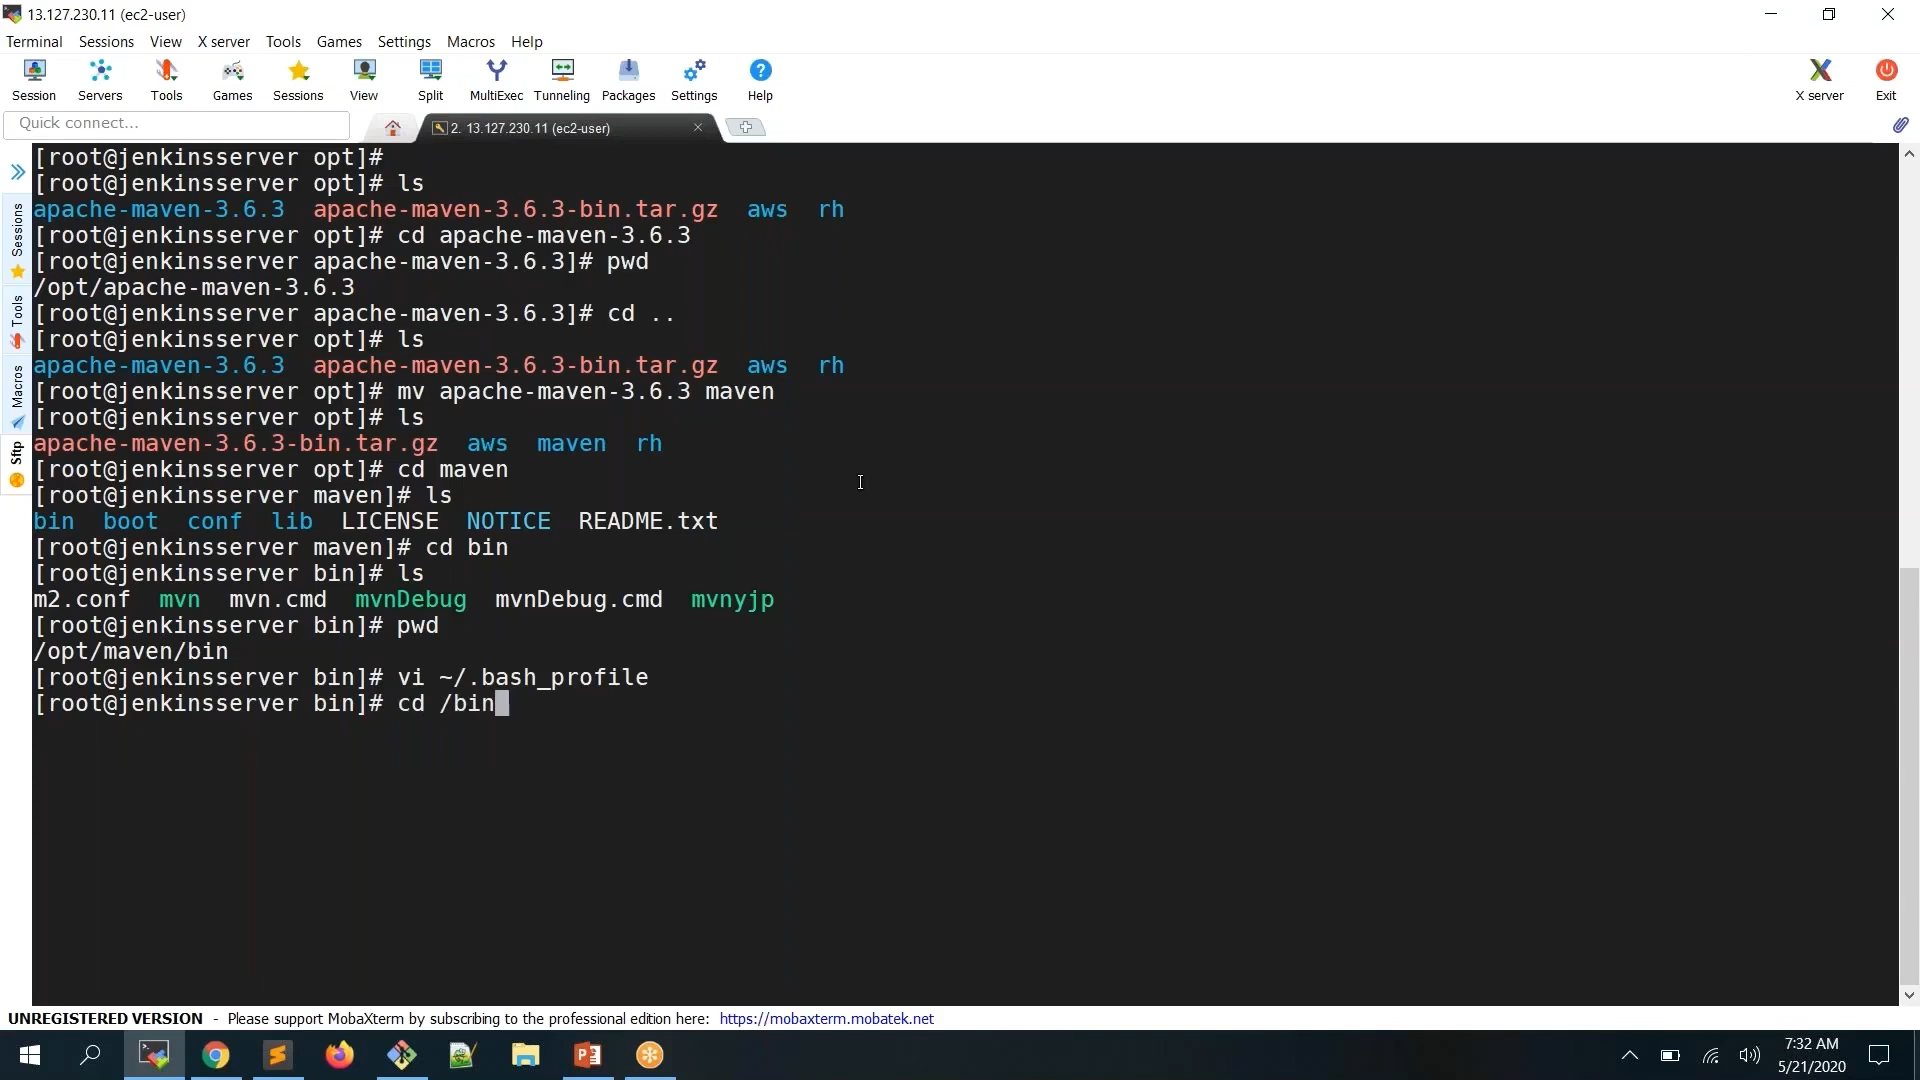 13.127.230.11 (ec2-user)
Terminal Sessions View X server Tools Games Settings Macros Help
Session Servers Tools Games Sessions View Split MultiExec Tunneling Packages Settings Help X server Exit
Quick connect...
2. 13.127.230.11 (ec2-user)
[root@jenkinsserver opt]#
[root@jenkinsserver opt]# ls
apache-maven-3.6.3 apache-maven-3.6.3-bin.tar.gz aws rh
[root@jenkinsserver opt]# cd apache-maven-3.6.3
[root@jenkinsserver apache-maven-3.6.3]# pwd
/opt/apache-maven-3.6.3
[root@jenkinsserver apache-maven-3.6.3]# cd ..
[root@jenkinsserver opt]# ls
apache-maven-3.6.3 apache-maven-3.6.3-bin.tar.gz aws rh
[root@jenkinsserver opt]# mv apache-maven-3.6.3 maven
[root@jenkinsserver opt]# ls
apache-maven-3.6.3-bin.tar.gz aws maven rh
[root@jenkinsserver opt]# cd maven
[root@jenkinsserver maven]# ls
bin boot conf lib LICENSE NOTICE README.txt
[root@jenkinsserver maven]# cd bin
[root@jenkinsserver bin]# ls
m2.conf mvn mvn.cmd mvnDebug mvnDebug.cmd mvnyjp
[root@jenkinsserver bin]# pwd
/opt/maven/bin
[root@jenkinsserver bin]# vi ~/.bash_profile
[root@jenkinsserver bin]# cd /bin
Sessions
Tools
Macros
Sftp
UNREGISTERED VERSION - Please support MobaXterm by subscribing to the professional edition here: https://mobaxterm.mobatek.net
7:32 AM
5/21/2020